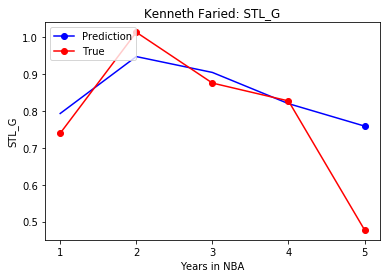 Kenneth Faried: STL_G
Prediction
True
1.0
0.9
0.8
0.7
0.6
0.5
STL_G
1 2 3 4 5
Years in NBA